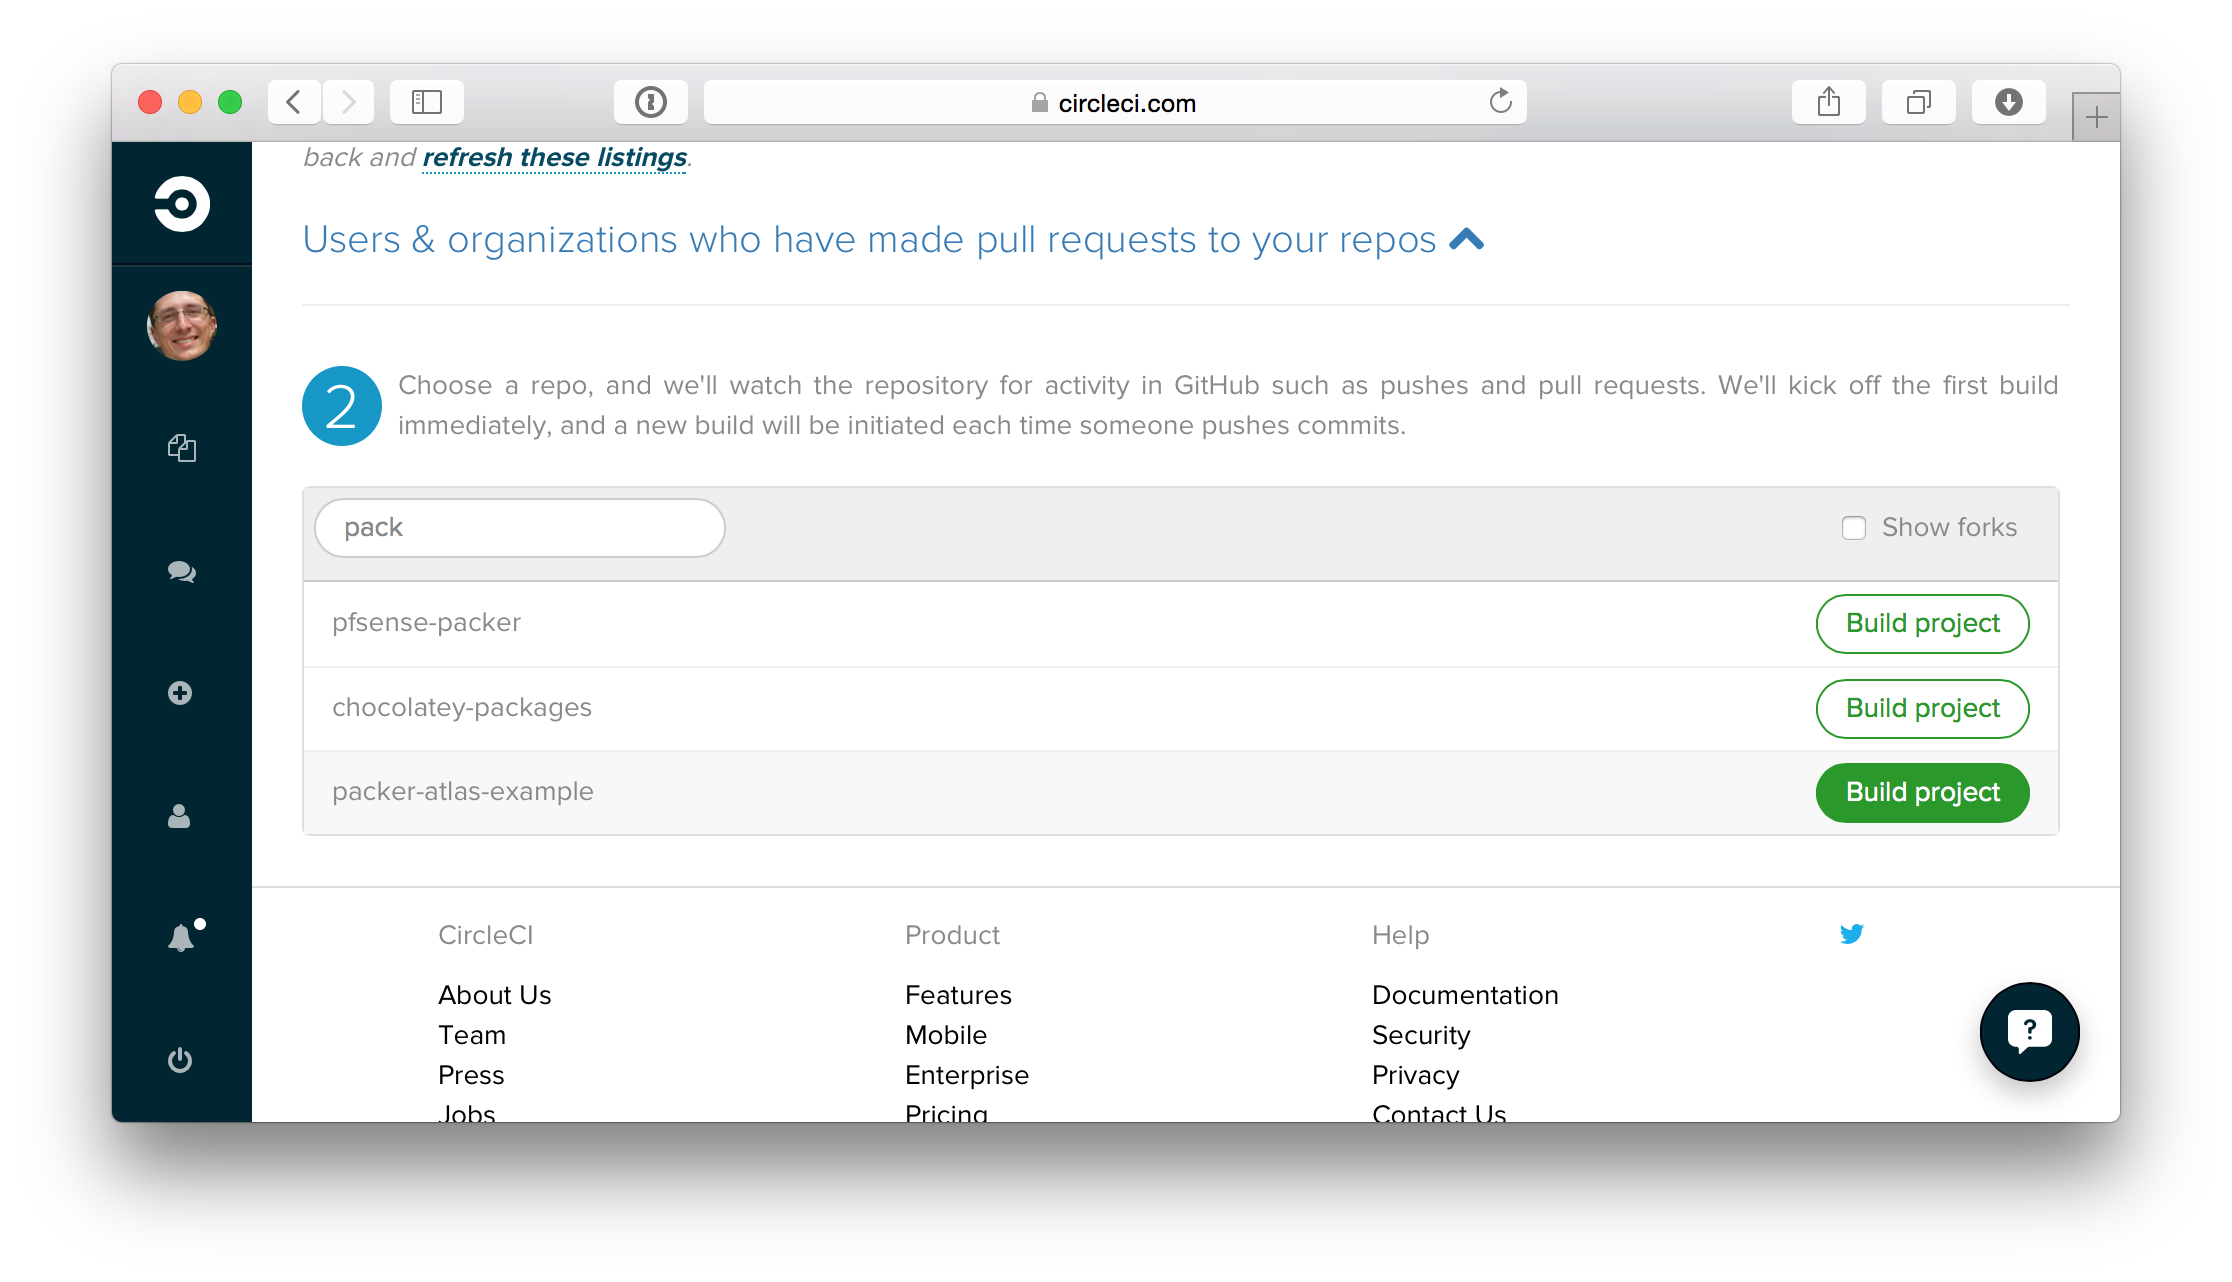 circleci.com
back and refresh these listings.
Users & organizations who have made pull requests to your repos
2
Choose a repo, and we'll watch the repository for activity in GitHub such as pushes and pull requests. We'll kick off the first build
immediately, and a new build will be initiated each time someone pushes commits.
pack
Show forks
pfsense-packer
Build project
chocolatey-packages
Build project
packer-atlas-example
Build project
CircleCI
About Us
Team
Press
Jobs
Product
Features
Mobile
Enterprise
Pricing
Help
Documentation
Security
Privacy
Contact Us
?